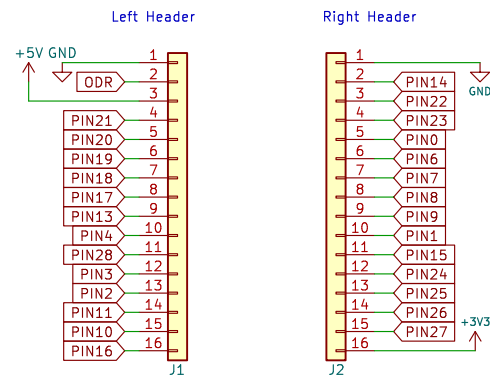 Left Header
Right Header
+5V GND
1
ODR 2
3
PIN21 4
PIN20 5
PIN19 6
PIN18 7
PIN17 8
PIN13 9
PIN4 10
PIN28 11
PIN3 12
PIN2 13
PIN11 14
PIN10 15
PIN16 16
J1
1
GND
2 PIN14
3 PIN22
4 PIN23
5 PIN0
6 PIN6
7 PIN7
8 PIN8
9 PIN9
10 PIN1
11 PIN15
12 PIN24
13 PIN25
14 PIN26
15 PIN27
16 +3V3
J2